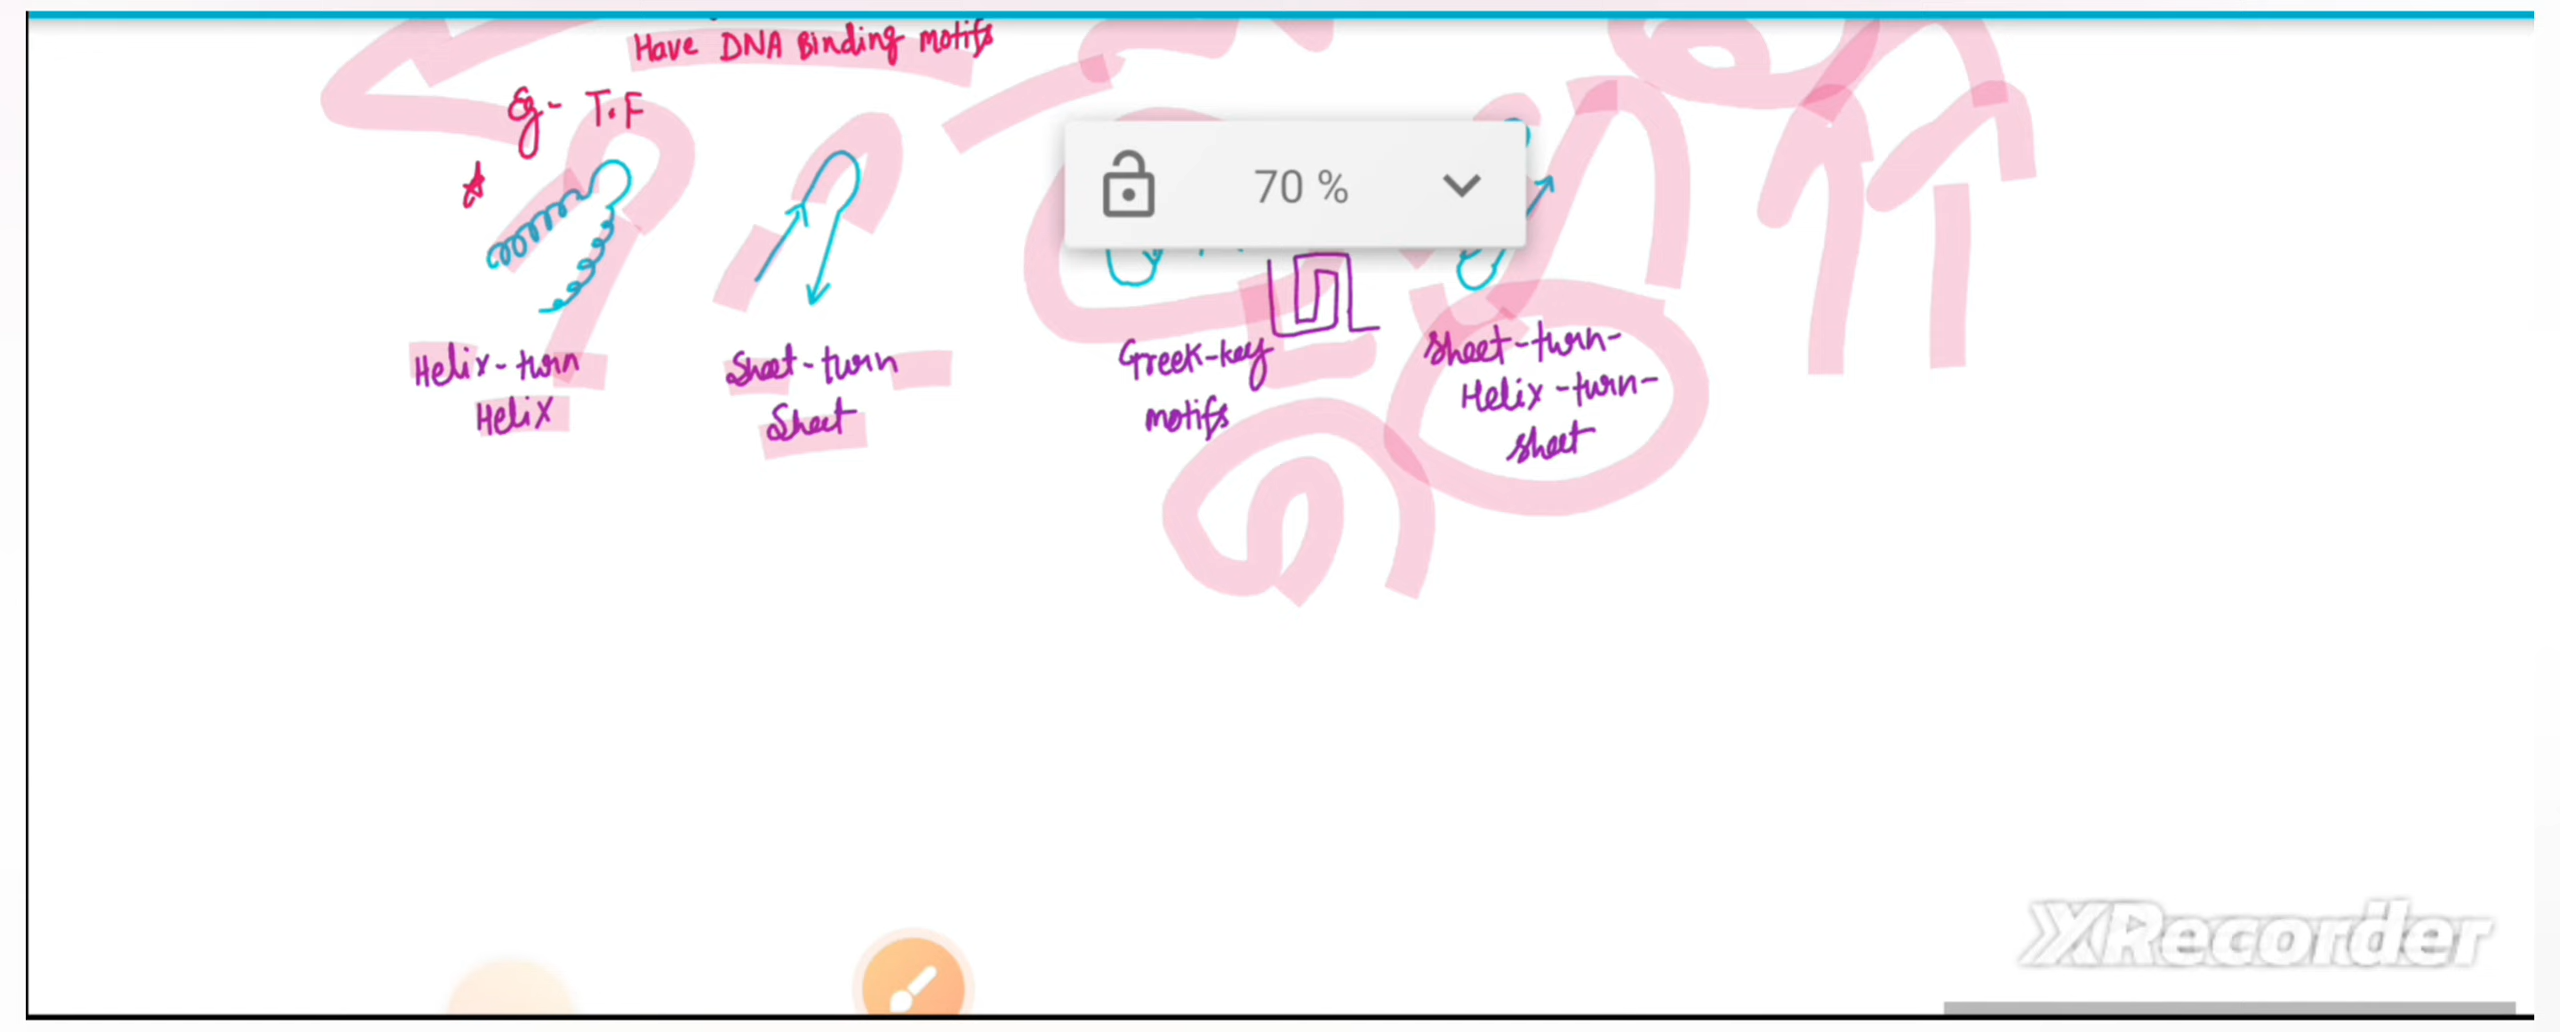 Have DNA Binding motifs
Eg- T.F
70 %
Helix-turn
Helix
Sheet-turn
Sheet
Greek-key
motifs
Sheet-turn-
Helix-turn-
sheet
XRecorder